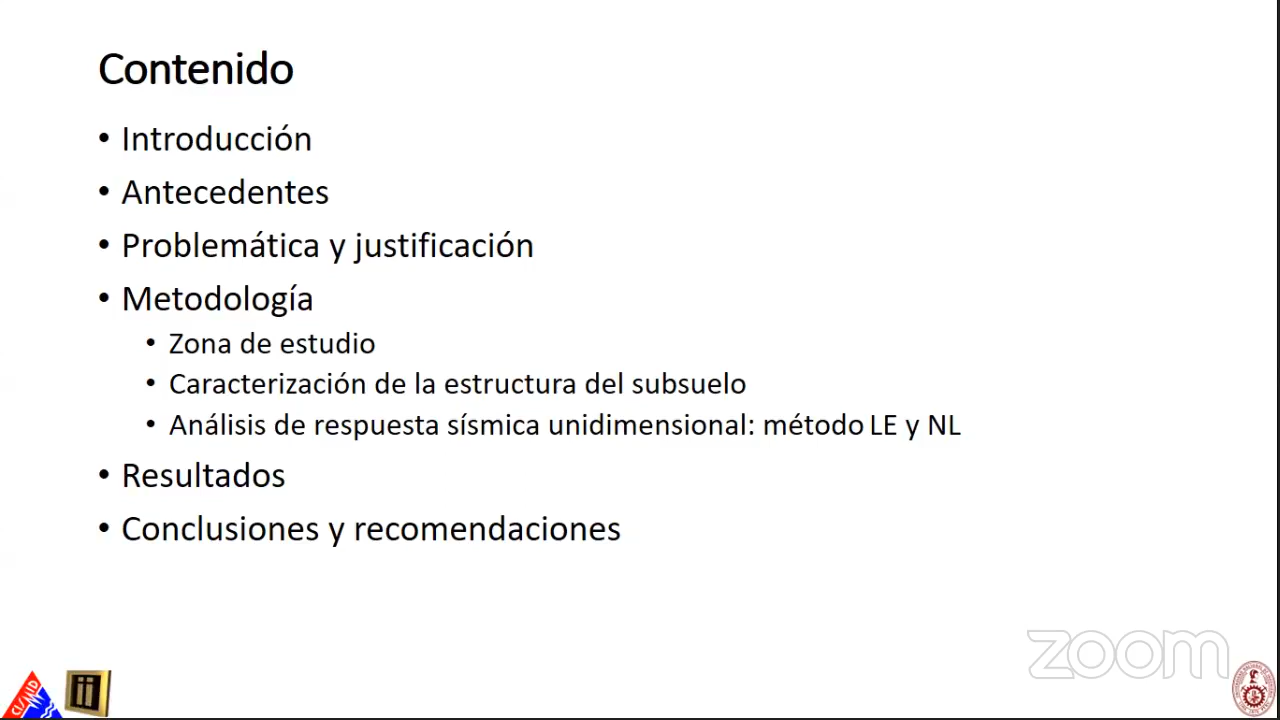 Contenido
• Introducción
• Antecedentes
• Problemática y justificación
• Metodología
• Zona de estudio
• Caracterización de la estructura del subsuelo
• Análisis de respuesta sísmica unidimensional: método LE y NL
• Resultados
• Conclusiones y recomendaciones
zoom
CISMID